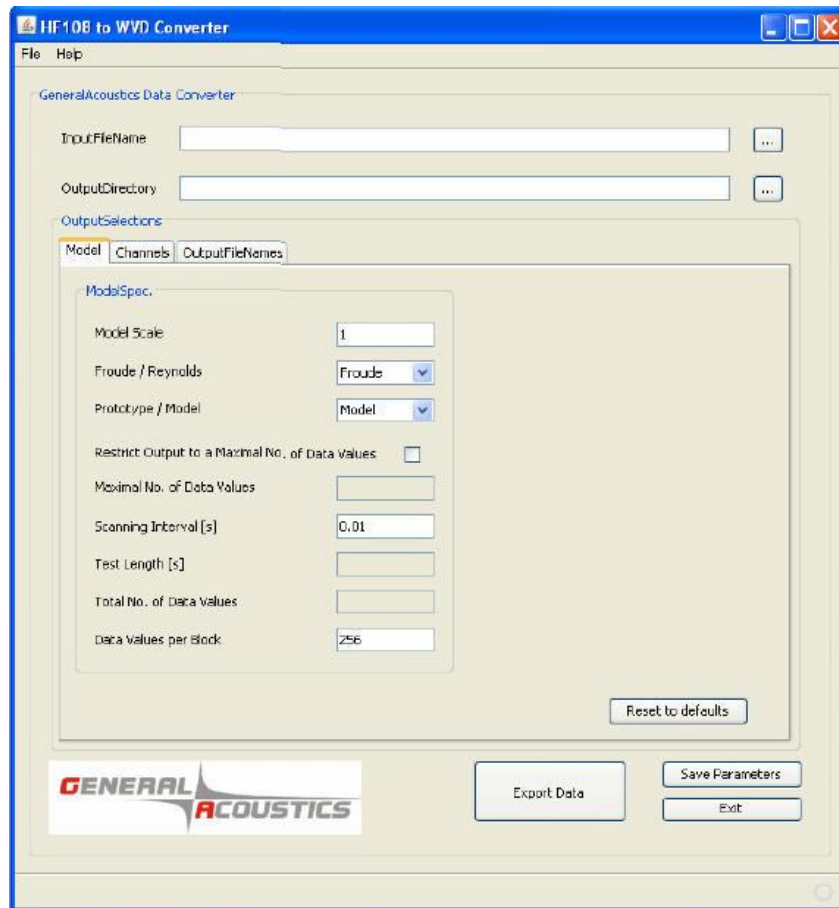 HF108 to WVD Converter
File Help
GeneralAcoustics Data Converter
InputFileName
...
OutputDirectory
...
OutputSelections
Model Channels OutputFileNames
ModelSpec.
Model Scale 1
Froude / Reynolds Froude
Prototype / Model Model
Restrict Output to a Maximal No. of Data Values
Maximal No. of Data Values
Scanning Interval [s] 0.01
Test Length [s]
Total No. of Data Values
Data Values per Block 256
Reset to defaults
GENERAL ACOUSTICS
Export Data
Save Parameters
Exit